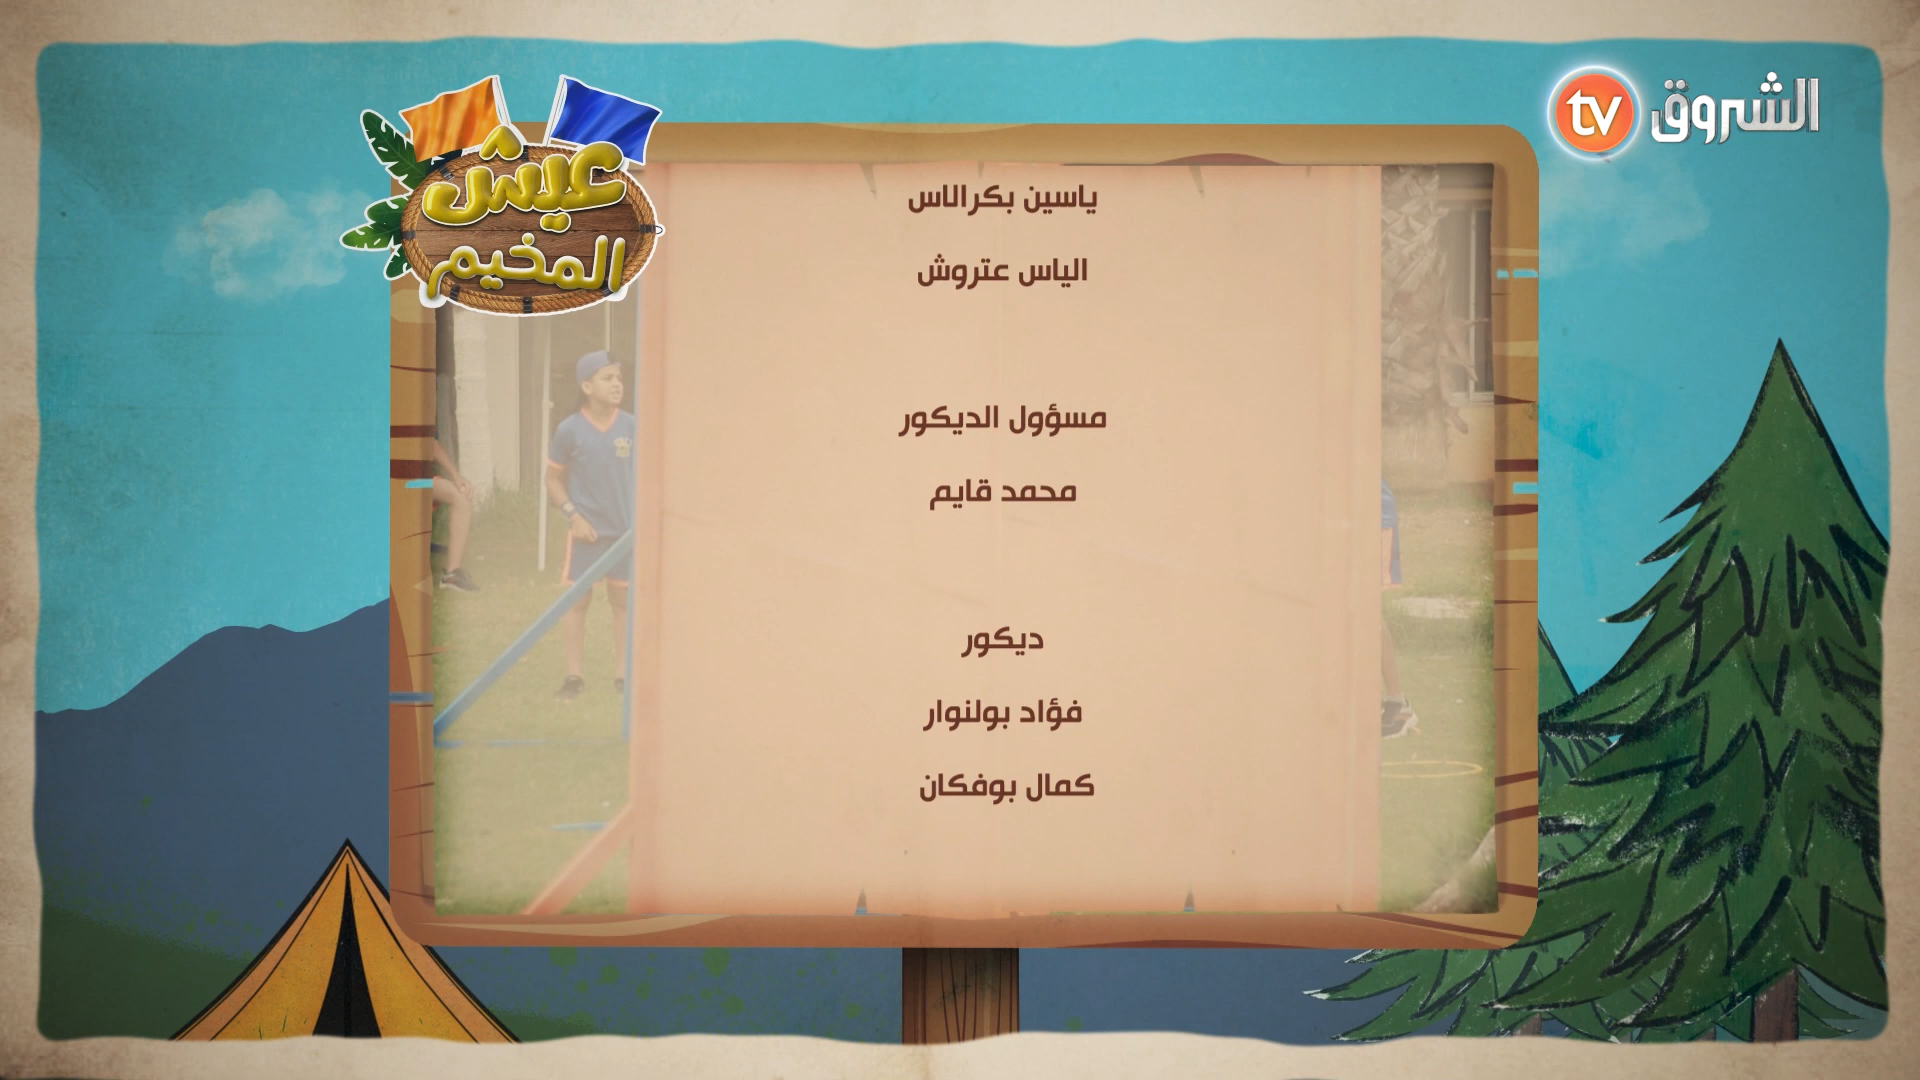 الشروق tv
عيش
المخيم
ياسين بكرالاس
الياس عتروش
مسؤول الديكور
محمد قايم
ديكور
فؤاد بولنوار
كمال بوفكان